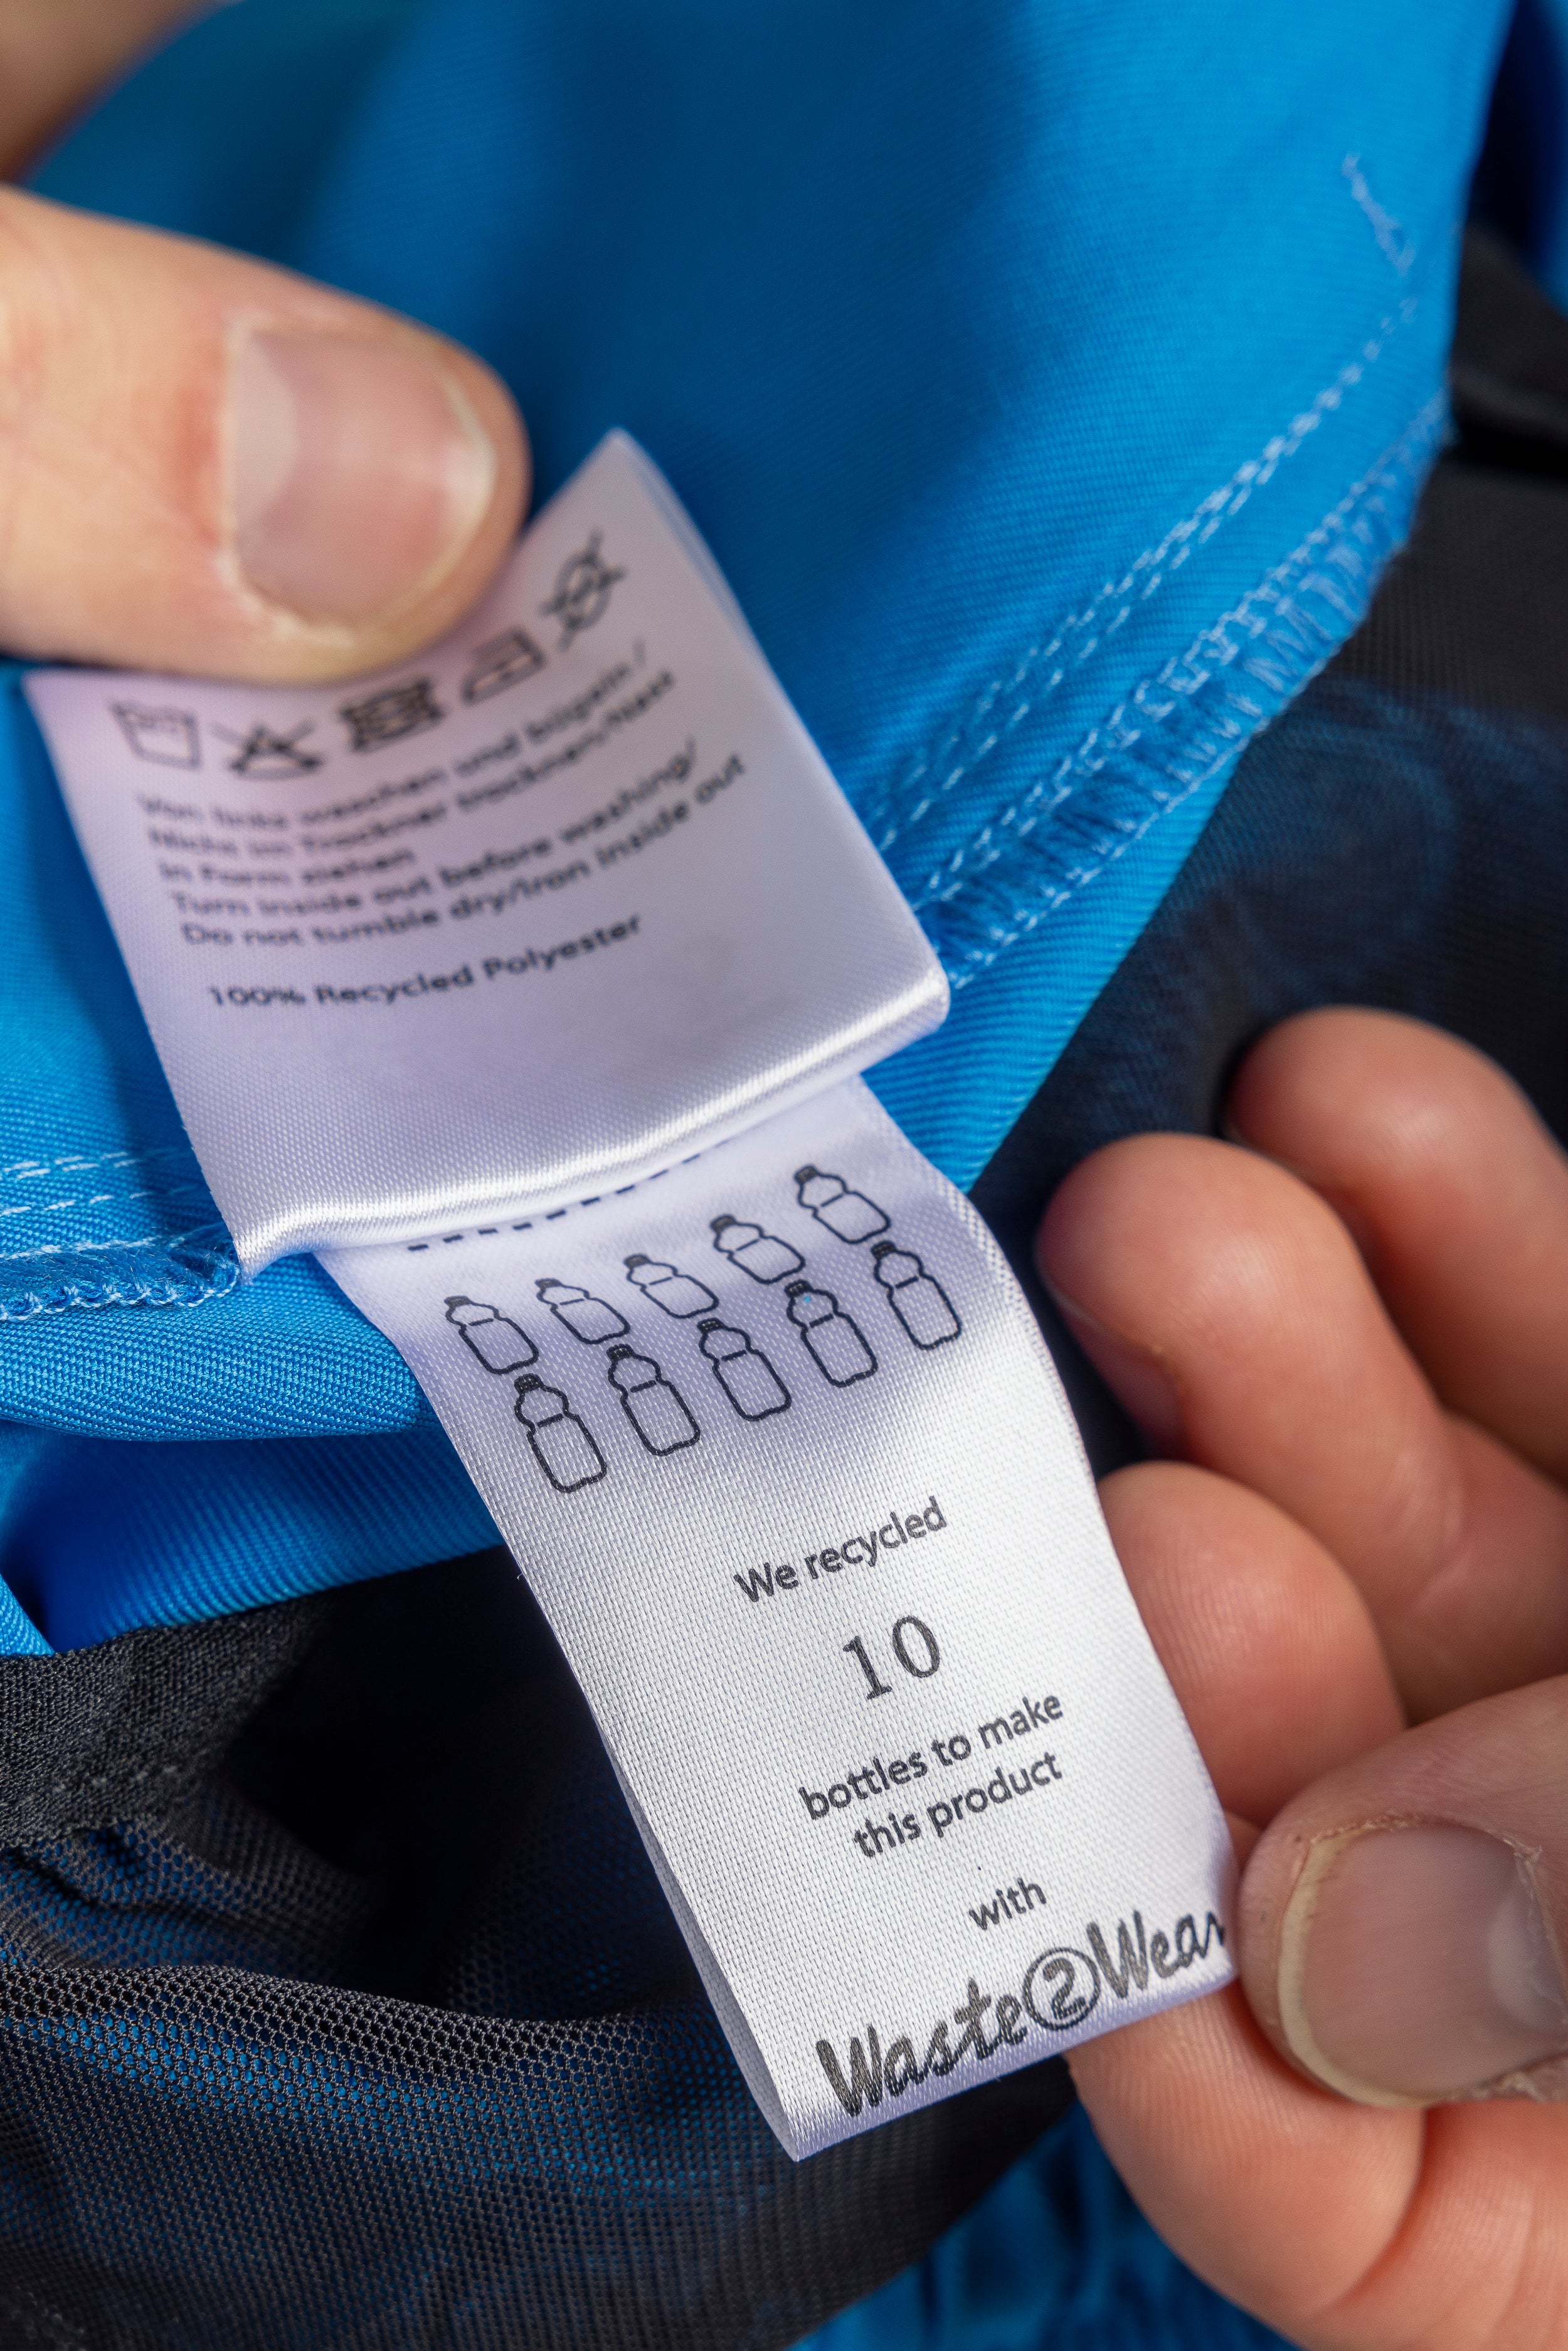 Von links waschen und bügeln/
Nicht im Trockner trocknen/Nass
in Form ziehen
Turn inside out before washing/
Do not tumble dry/Iron inside out
100% Recycled Polyester
We recycled
10
bottles to make
this product
with
Waste2Wear